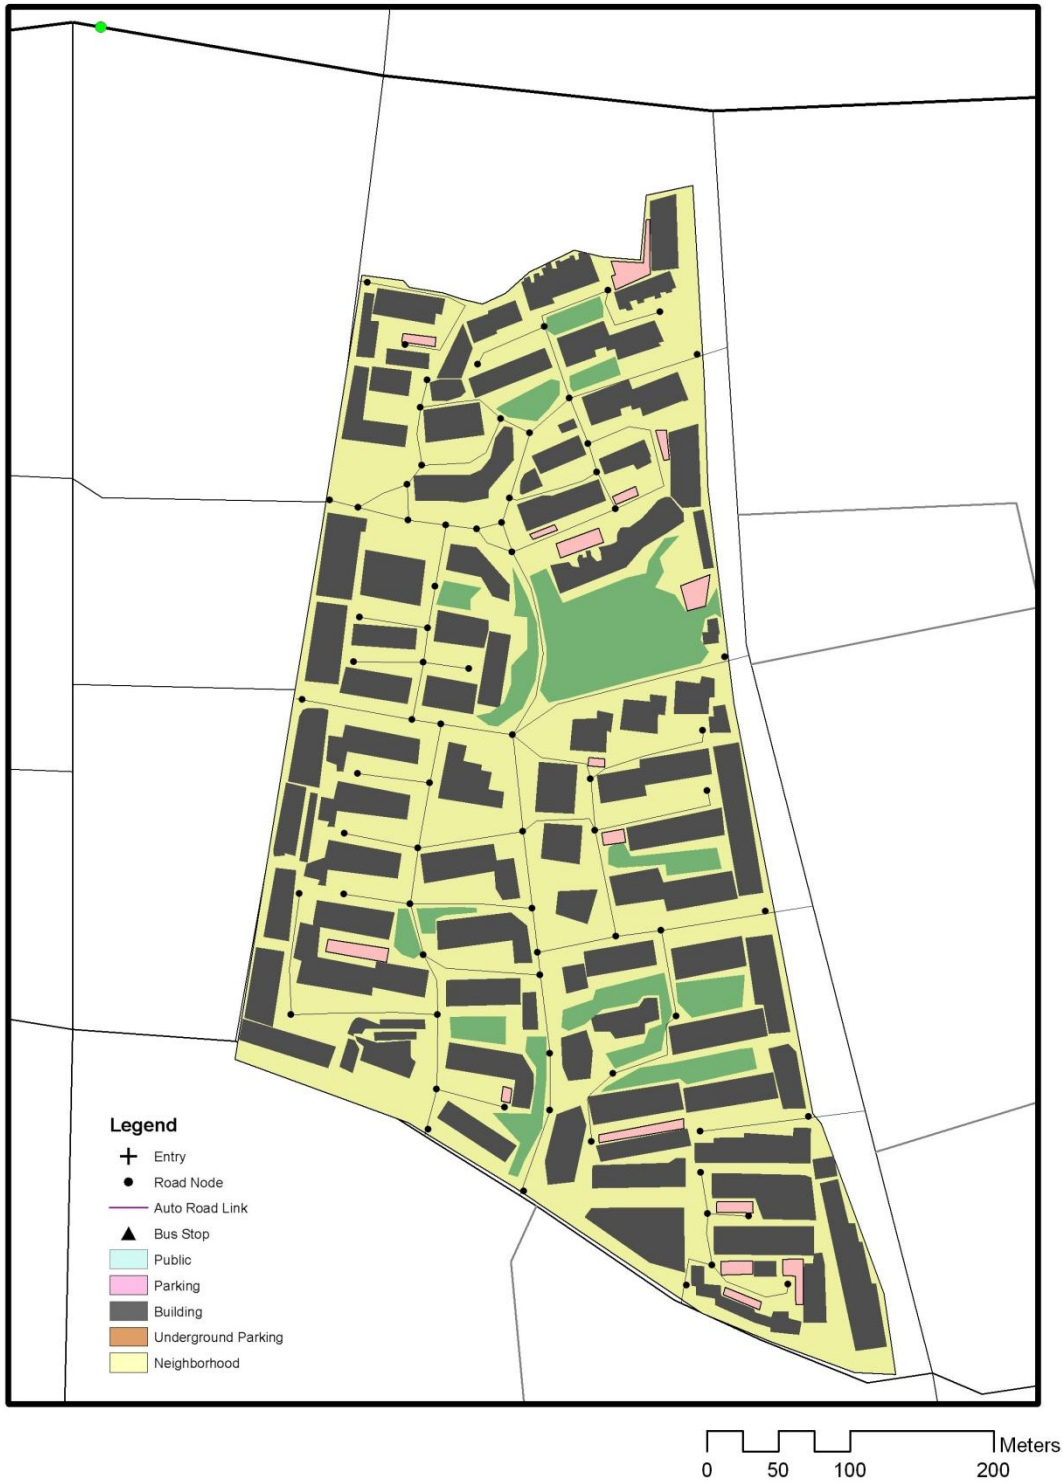 Legend
Entry
Road Node
Auto Road Link
Bus Stop
Public
Parking
Building
Underground Parking
Neighborhood
Meters
0 50 100 200